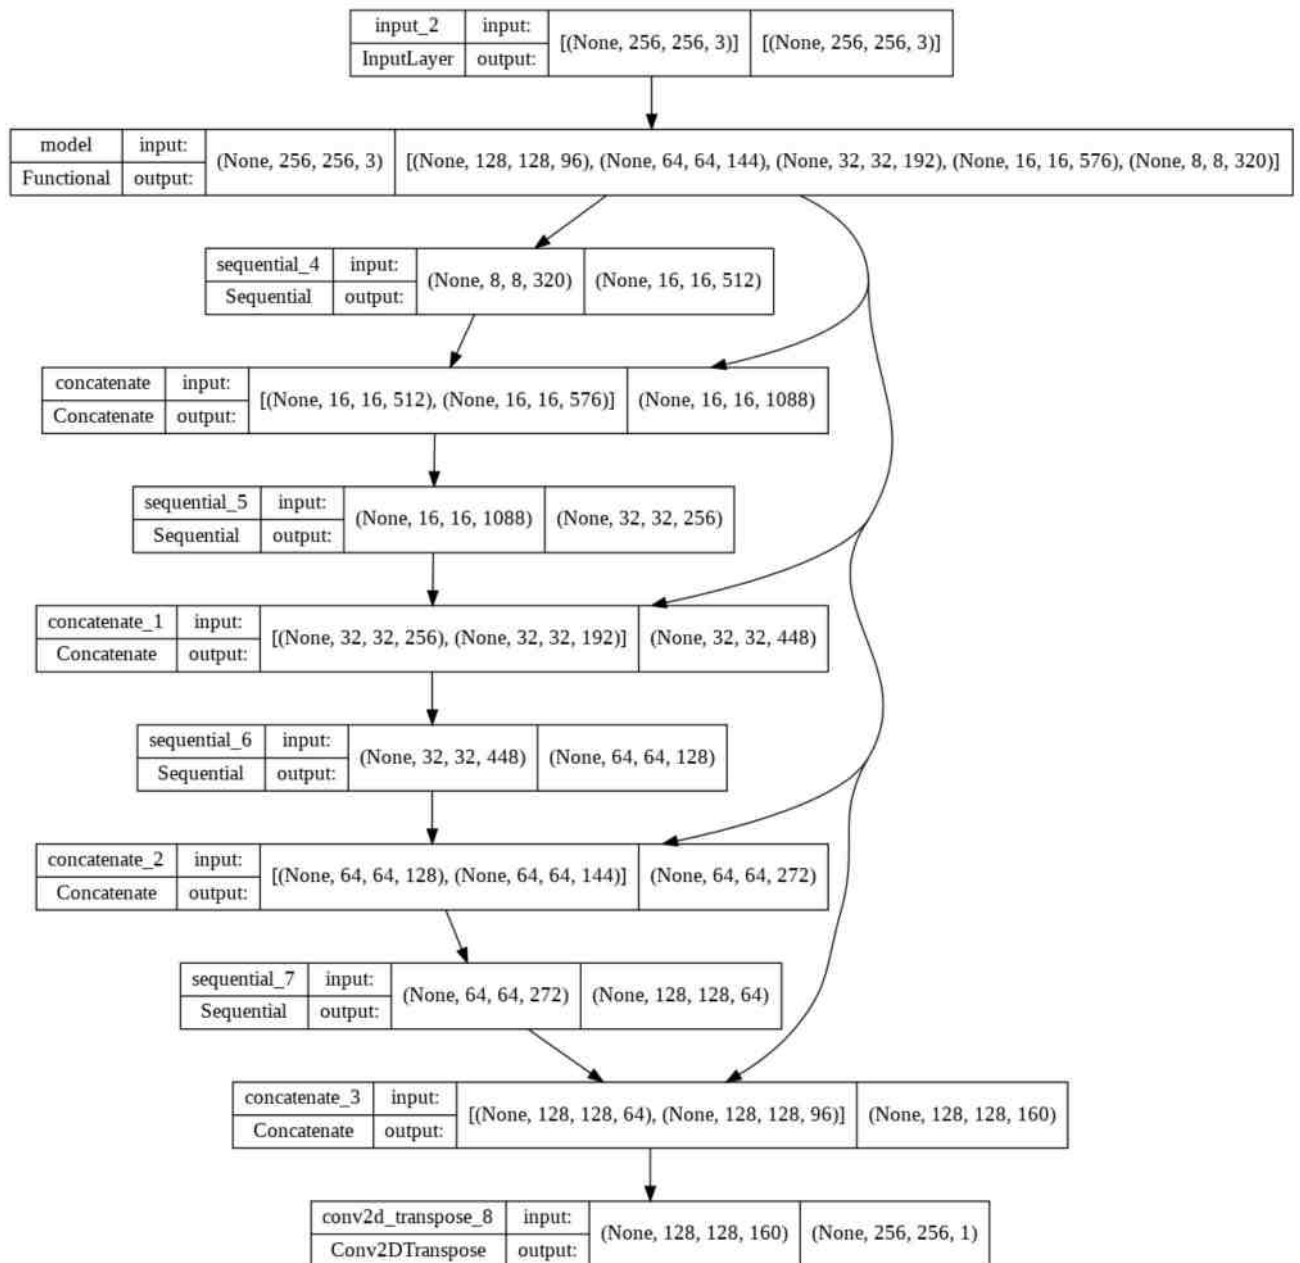 input_2 input: [(None, 256, 256, 3)] [(None, 256, 256, 3)]
InputLayer output:
model input: (None, 256, 256, 3) [(None, 128, 128, 96), (None, 64, 64, 144), (None, 32, 32, 192), (None, 16, 16, 576), (None, 8, 8, 320)]
Functional output:
sequential_4 input: (None, 8, 8, 320) (None, 16, 16, 512)
Sequential output:
concatenate input: [(None, 16, 16, 512), (None, 16, 16, 576)] (None, 16, 16, 1088)
Concatenate output:
sequential_5 input: (None, 16, 16, 1088) (None, 32, 32, 256)
Sequential output:
concatenate_1 input: [(None, 32, 32, 256), (None, 32, 32, 192)] (None, 32, 32, 448)
Concatenate output:
sequential_6 input: (None, 32, 32, 448) (None, 64, 64, 128)
Sequential output:
concatenate_2 input: [(None, 64, 64, 128), (None, 64, 64, 144)] (None, 64, 64, 272)
Concatenate output:
sequential_7 input: (None, 64, 64, 272) (None, 128, 128, 64)
Sequential output:
concatenate_3 input: [(None, 128, 128, 64), (None, 128, 128, 96)] (None, 128, 128, 160)
Concatenate output:
conv2d_transpose_8 input: (None, 128, 128, 160) (None, 256, 256, 1)
Conv2DTranspose output: